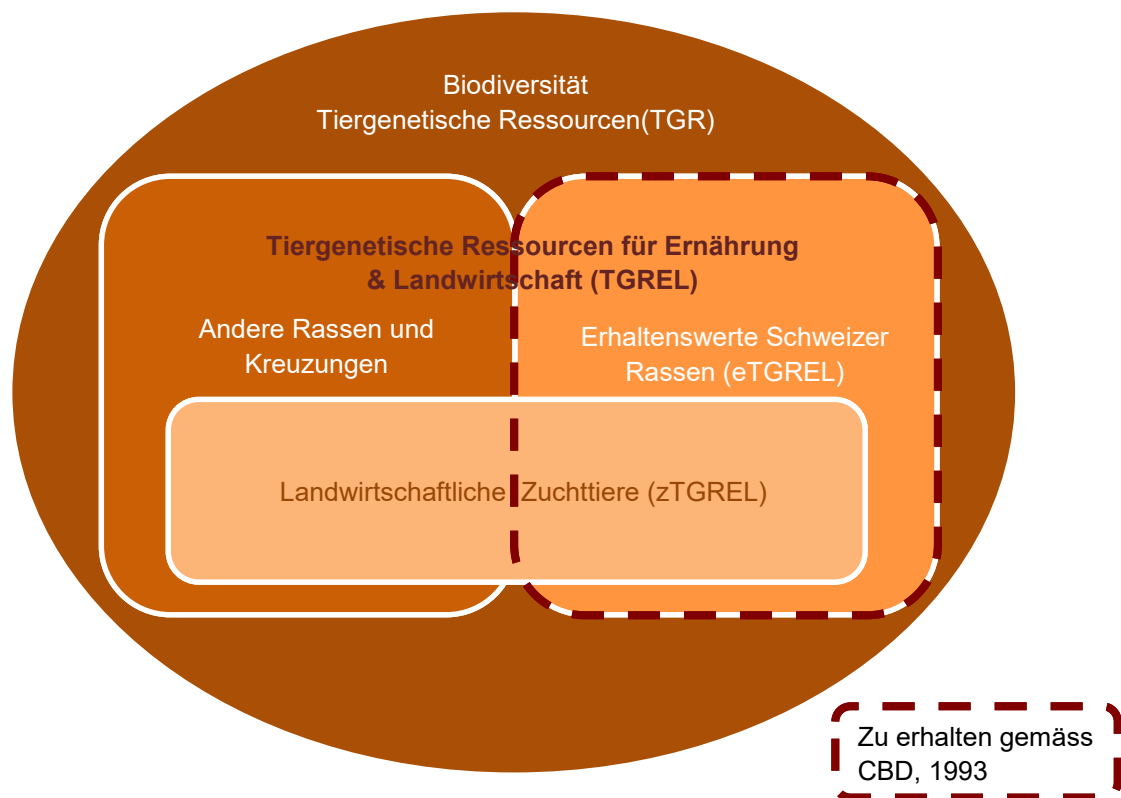 Biodiversität
Tiergenetische Ressourcen(TGR)
Tiergenetische Ressourcen für Ernährung
& Landwirtschaft (TGREL)
Andere Rassen und
Kreuzungen
Erhaltenswerte Schweizer
Rassen (eTGREL)
Landwirtschaftliche Zuchttiere (zTGREL)
Zu erhalten gemäss
CBD, 1993